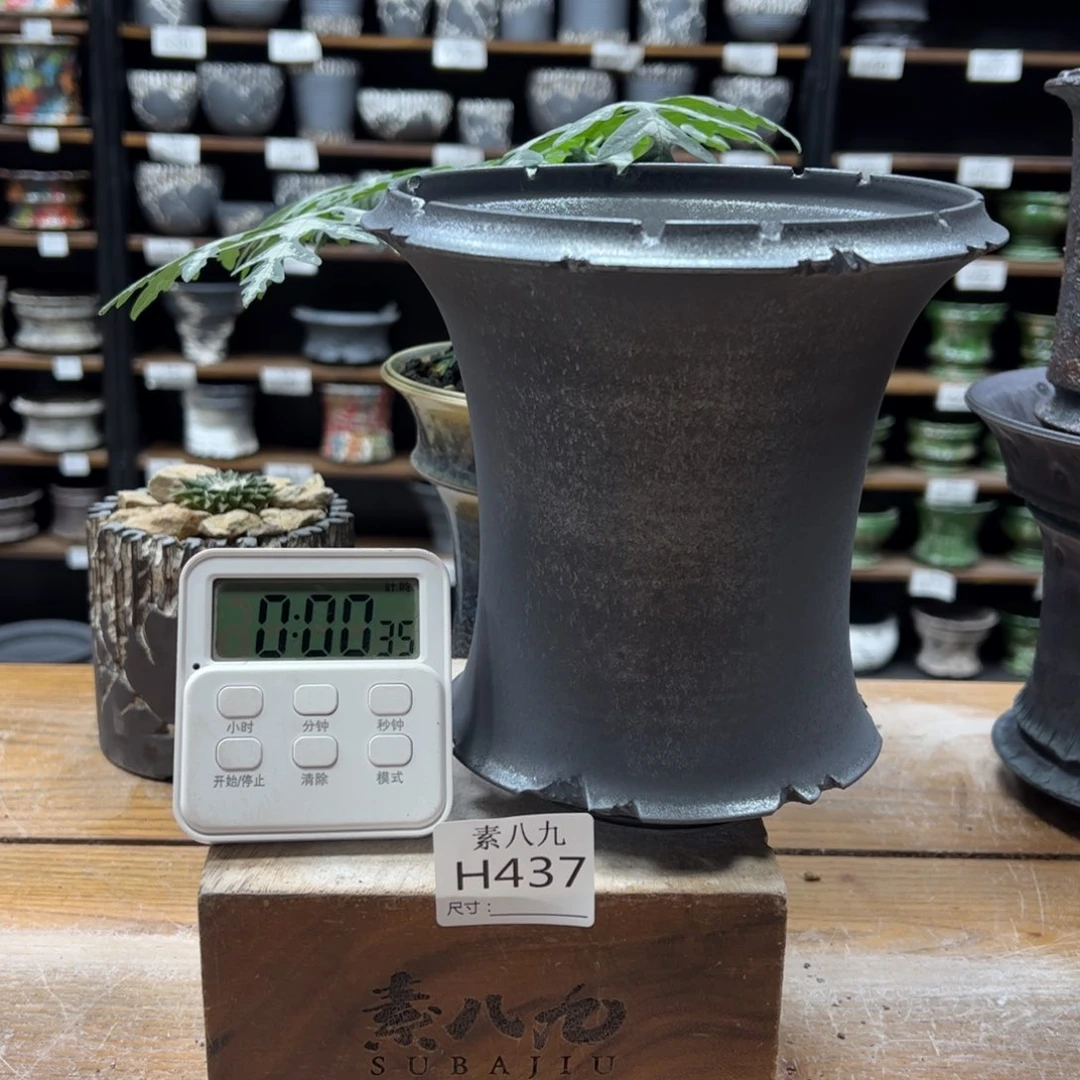 0:00 35
小时 分钟 秒钟
开始/停止 清除 模式
素八九
H437
尺寸:
素八九
SUBAJIU